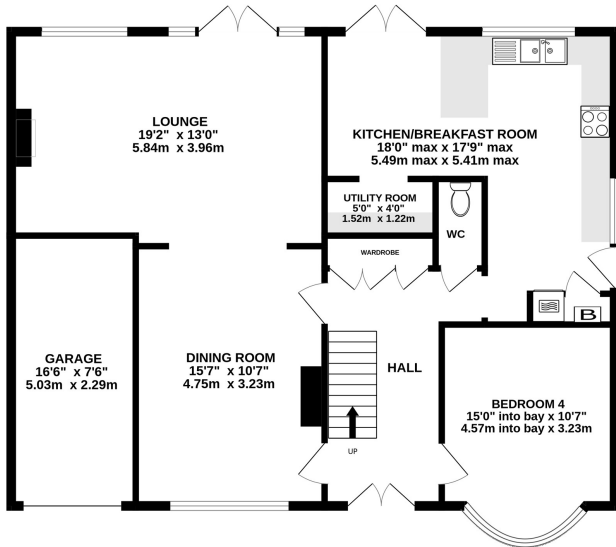 LOUNGE
19'2" x 13'0"
5.84m x 3.96m
KITCHEN/BREAKFAST ROOM
18'0" max x 17'9" max
5.49m max x 5.41m max
UTILITY ROOM
5'0" x 4'0"
1.52m x 1.22m
WC
WARDROBE
B
GARAGE
16'6" x 7'6"
5.03m x 2.29m
DINING ROOM
15'7" x 10'7"
4.75m x 3.23m
HALL
UP
BEDROOM 4
15'0" into bay x 10'7"
4.57m into bay x 3.23m